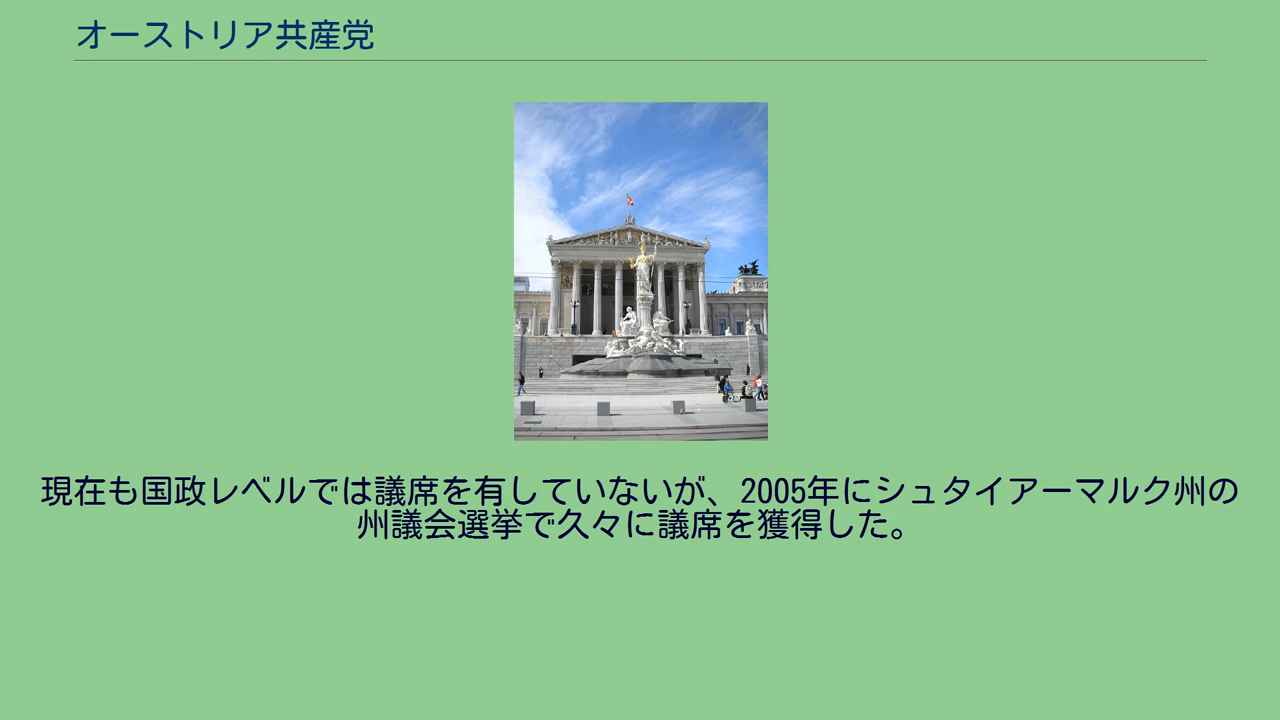 オーストリア共産党
現在も国政レベルでは議席を有していないが、2005年にシュタイアーマルク州の
州議会選挙で久々に議席を獲得した。